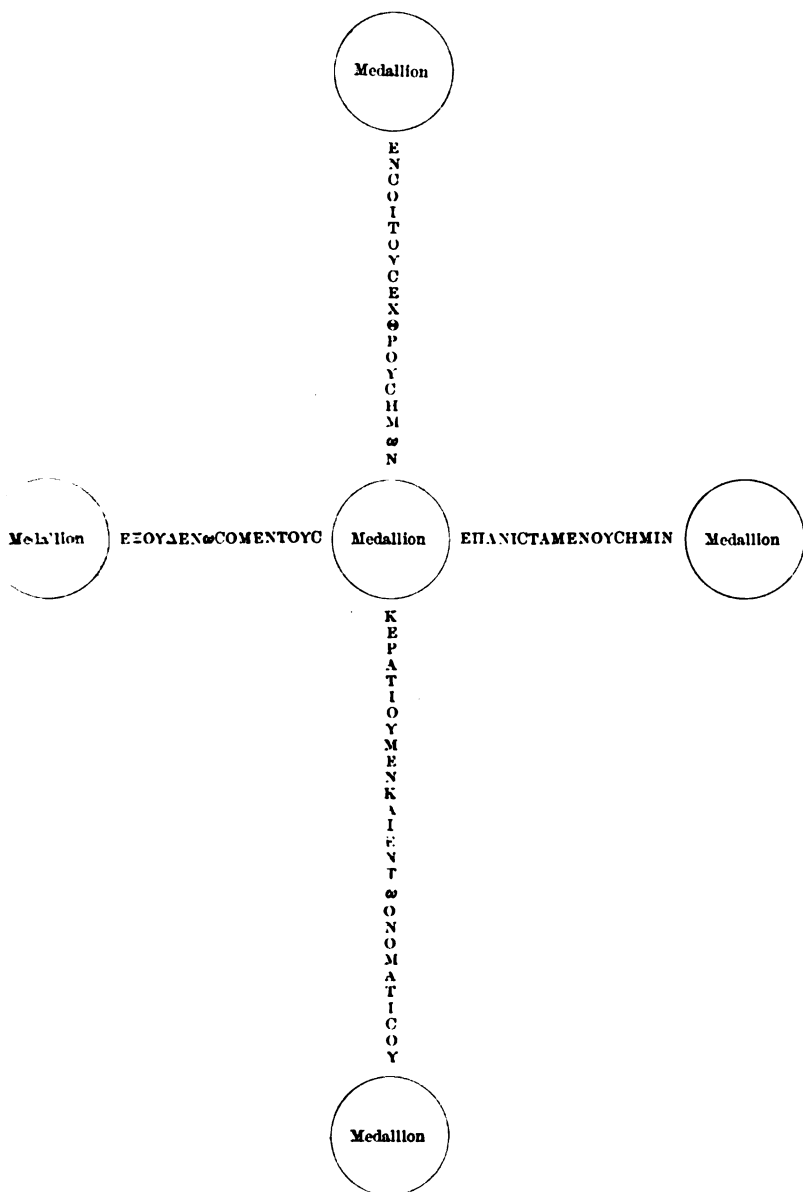 Medallion
ΕΝCΟΙΤΟΥCΕΧΘΡΟΥCΗΜωΝ
Medallion ΕΞΟΥΔΕΝωCΟΜΕΝΤΟΥC Medallion ΕΠΑΝΙCΤΑΜΕΝΟΥCΗΜΙΝ Medallion
ΚΕΡΑΤΙΟΥΜΕΝΚΑΙΕΝΤωΟΝΟΜΑΤΙCΟΥ
Medallion